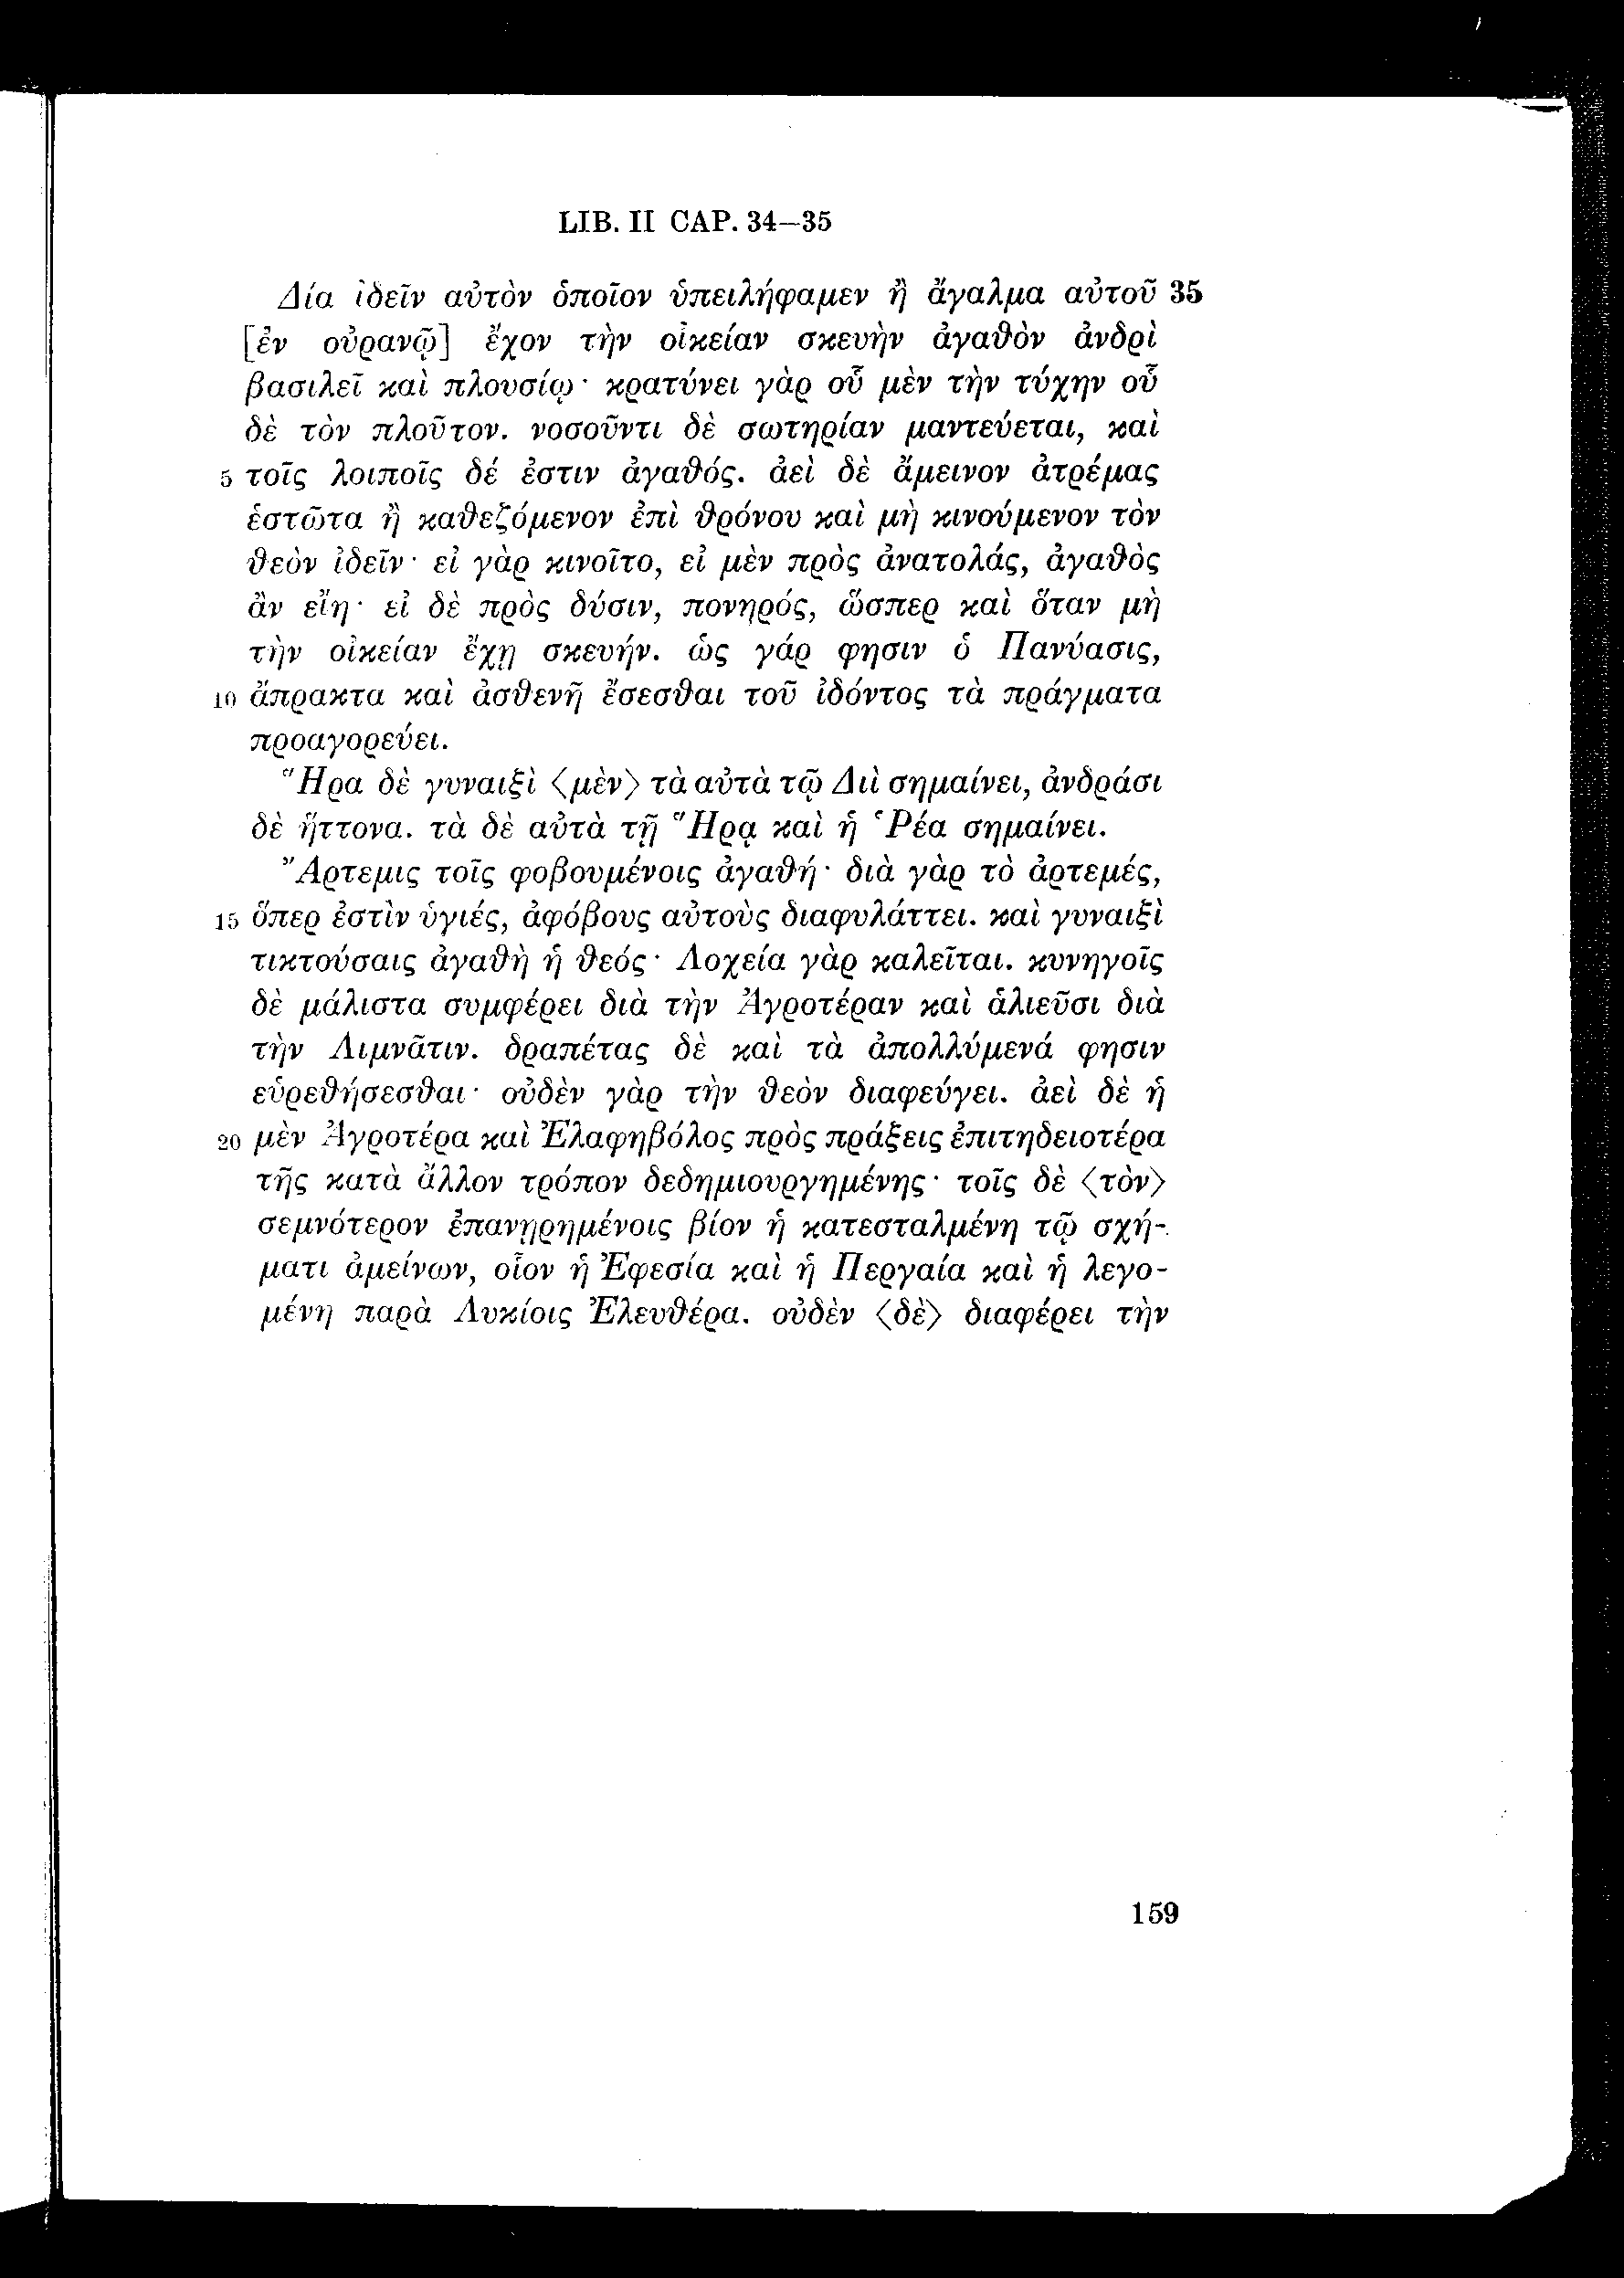 LIB. II CAP. 34–35
Δία ἰδεῖν αὐτὸν ὁποῖον ὑπειλήφαμεν ἢ ἄγαλμα αὐτοῦ 35
[ἐν οὐρανῷ] ἔχον τὴν οἰκείαν σκευὴν ἀγαθὸν ἀνδρὶ
βασιλεῖ καὶ πλουσίῳ· κρατύνει γὰρ οὗ μὲν τὴν τύχην οὗ
δὲ τὸν πλοῦτον. νοσοῦντι δὲ σωτηρίαν μαντεύεται, καὶ
5 τοῖς λοιποῖς δέ ἐστιν ἀγαθός. ἀεὶ δὲ ἄμεινον ἀτρέμας
ἑστῶτα ἢ καθεζόμενον ἐπὶ θρόνου καὶ μὴ κινούμενον τὸν
θεὸν ἰδεῖν· εἰ γὰρ κινοῖτο, εἰ μὲν πρὸς ἀνατολάς, ἀγαθὸς
ἂν εἴη· εἰ δὲ πρὸς δύσιν, πονηρός, ὥσπερ καὶ ὅταν μὴ
τὴν οἰκείαν ἔχῃ σκευήν. ὡς γάρ φησιν ὁ Πανύασις,
10 ἄπρακτα καὶ ἀσθενῆ ἔσεσθαι τοῦ ἰδόντος τὰ πράγματα
προαγορεύει.
Ἥρα δὲ γυναιξὶ ⟨μὲν⟩ τὰ αὐτὰ τῷ Διὶ σημαίνει, ἀνδράσι
δὲ ἥττονα. τὰ δὲ αὐτὰ τῇ Ἥρᾳ καὶ ἡ Ῥέα σημαίνει.
Ἄρτεμις τοῖς φοβουμένοις ἀγαθή· διὰ γὰρ τὸ ἀρτεμές,
15 ὅπερ ἐστὶν ὑγιές, ἀφόβους αὐτοὺς διαφυλάττει. καὶ γυναιξὶ
τικτούσαις ἀγαθὴ ἡ θεός· Λοχεία γὰρ καλεῖται. κυνηγοῖς
δὲ μάλιστα συμφέρει διὰ τὴν Ἀγροτέραν καὶ ἁλιεῦσι διὰ
τὴν Λιμνᾶτιν. δραπέτας δὲ καὶ τὰ ἀπολλύμενά φησιν
εὑρεθήσεσθαι· οὐδὲν γὰρ τὴν θεὸν διαφεύγει. ἀεὶ δὲ ἡ
20 μὲν Ἀγροτέρα καὶ Ἐλαφηβόλος πρὸς πράξεις ἐπιτηδειοτέρα
τῆς κατὰ ἄλλον τρόπον δεδημιουργημένης· τοῖς δὲ ⟨τὸν⟩
σεμνότερον ἐπανῃρημένοις βίον ἡ κατεσταλμένη τῷ σχή-
ματι ἀμείνων, οἷον ἡ Ἐφεσία καὶ ἡ Περγαία καὶ ἡ λεγο-
μένη παρὰ Λυκίοις Ἐλευθέρα. οὐδὲν ⟨δὲ⟩ διαφέρει τὴν
159